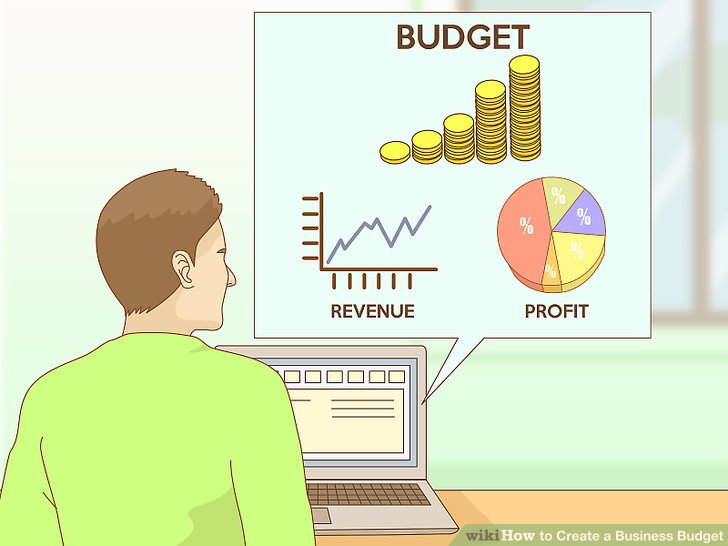 BUDGET
%
%
%
%
%
REVENUE
PROFIT
wikiHow to Create a Business Budget